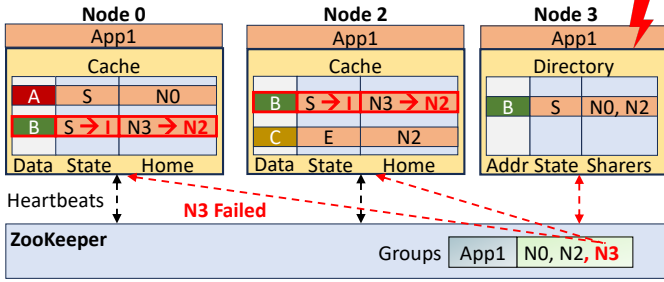 Node 0
App1
Cache
A S N0
B S → I N3 → N2
Data State Home
Node 2
App1
Cache
B S → I N3 → N2
C E N2
Data State Home
Node 3
App1
Directory
B S N0, N2
Addr State Sharers
Heartbeats
N3 Failed
ZooKeeper
Groups App1 N0, N2, N3